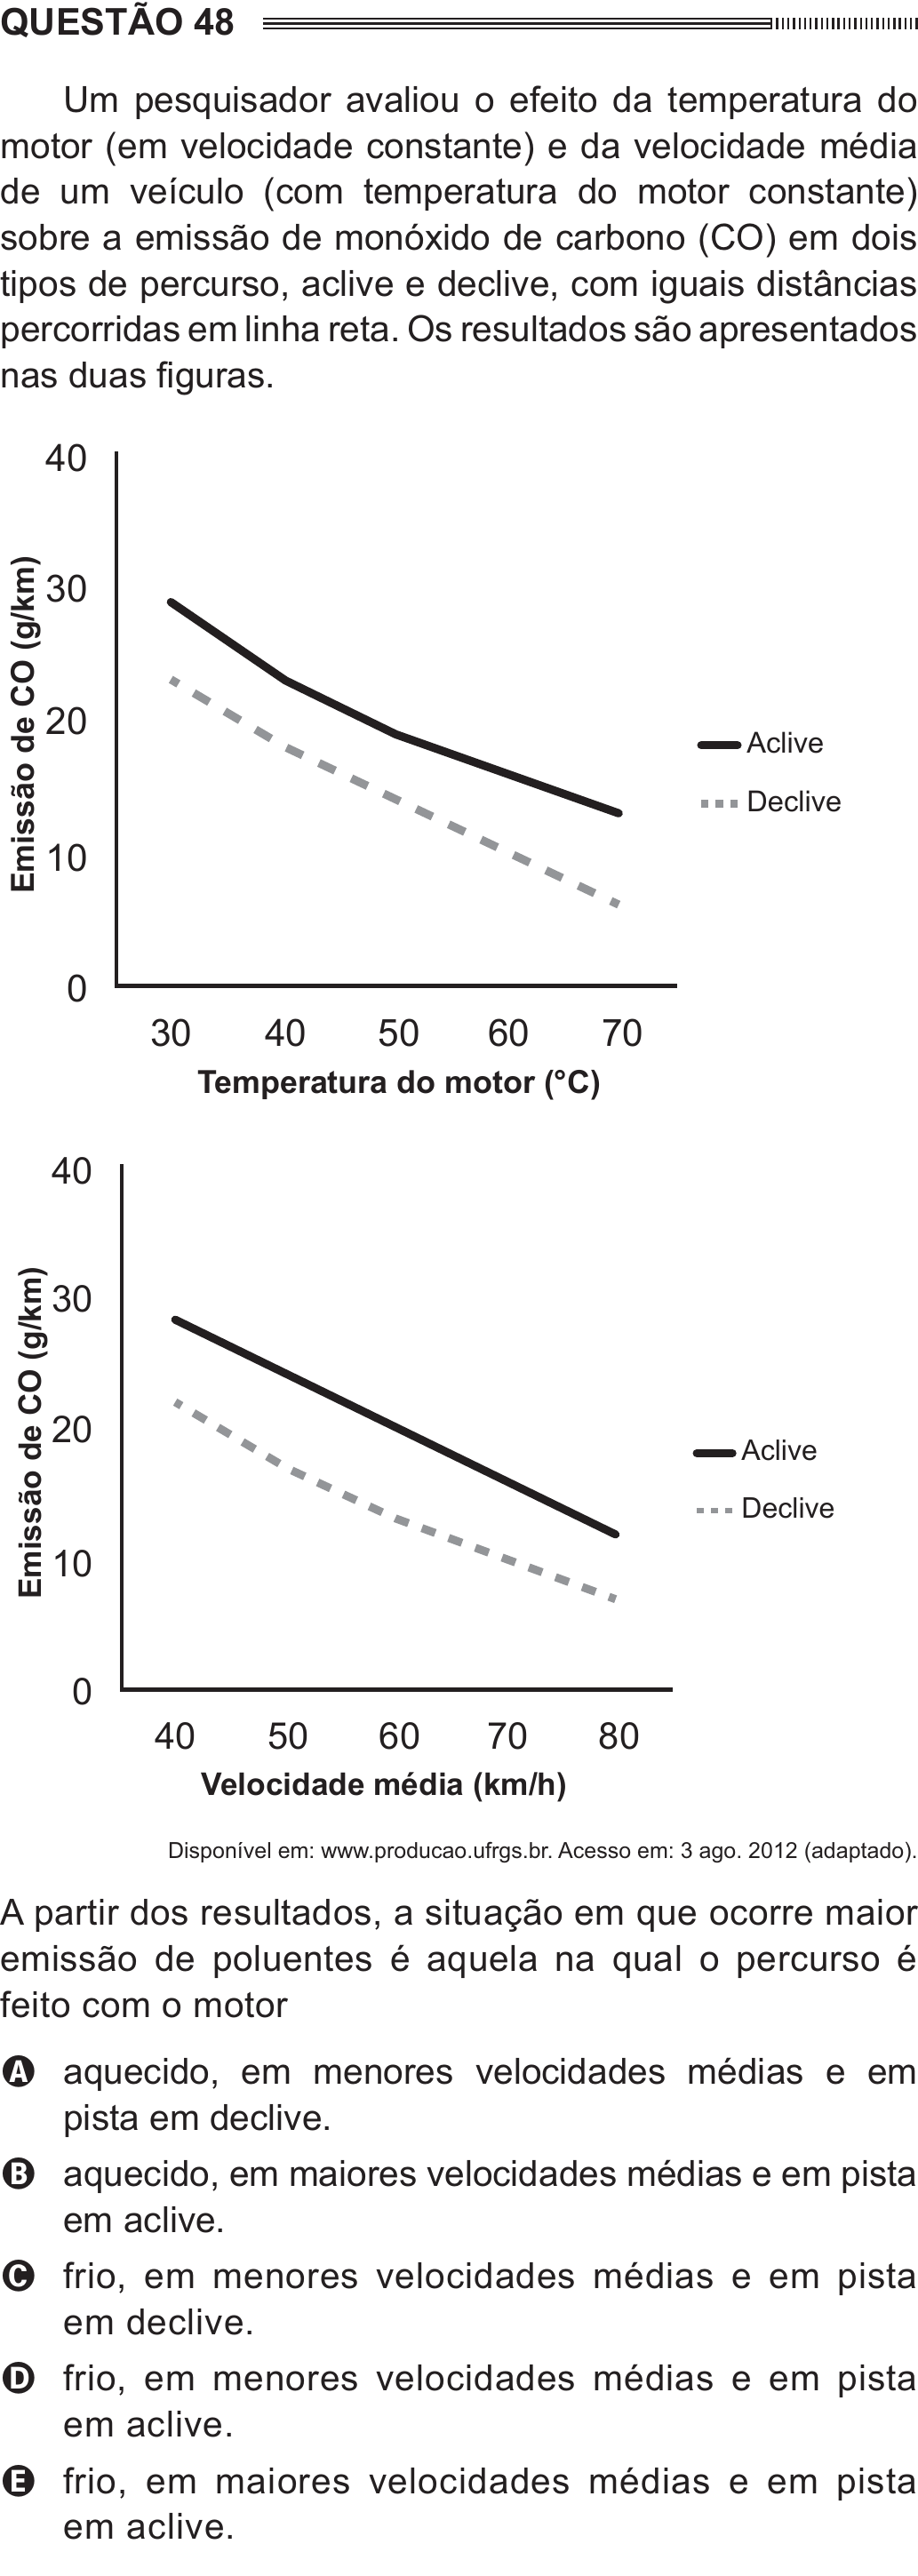 QUESTÃO 48
Um pesquisador avaliou o efeito da temperatura do
motor (em velocidade constante) e da velocidade média
de um veículo (com temperatura do motor constante)
sobre a emissão de monóxido de carbono (CO) em dois
tipos de percurso, aclive e declive, com iguais distâncias
percorridas em linha reta. Os resultados são apresentados
nas duas figuras.
Emissão de CO (g/km)
40
30
20
10
0
Aclive
Declive
30 40 50 60 70
Temperatura do motor (°C)
Emissão de CO (g/km)
40
30
20
10
0
Aclive
Declive
40 50 60 70 80
Velocidade média (km/h)
Disponível em: www.producao.ufrgs.br. Acesso em: 3 ago. 2012 (adaptado).
A partir dos resultados, a situação em que ocorre maior
emissão de poluentes é aquela na qual o percurso é
feito com o motor
A aquecido, em menores velocidades médias e em
pista em declive.
B aquecido, em maiores velocidades médias e em pista
em aclive.
C frio, em menores velocidades médias e em pista
em declive.
D frio, em menores velocidades médias e em pista
em aclive.
E frio, em maiores velocidades médias e em pista
em aclive.